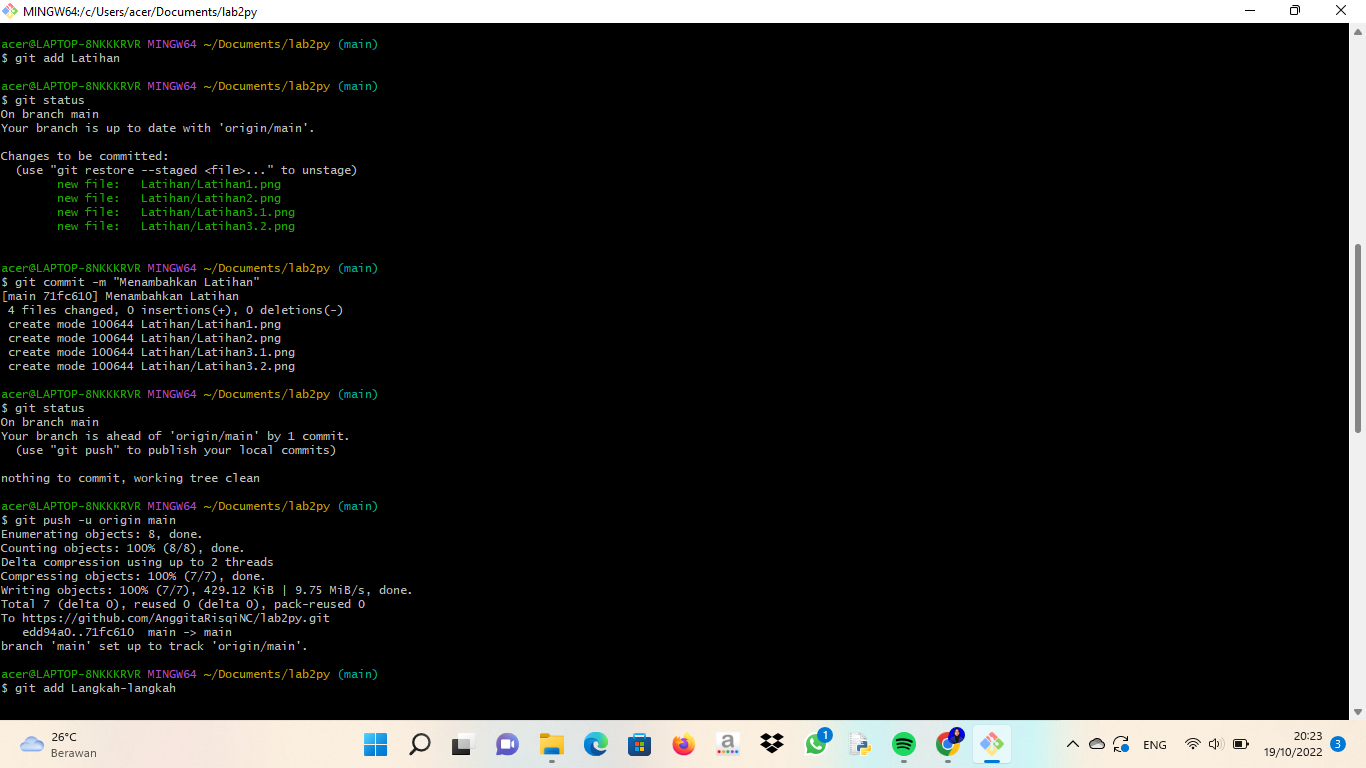 MINGW64:/c/Users/acer/Documents/lab2py
acer@LAPTOP-8NKKKRVR MINGW64 ~/Documents/lab2py (main)
$ git add Latihan
acer@LAPTOP-8NKKKRVR MINGW64 ~/Documents/lab2py (main)
$ git status
On branch main
Your branch is up to date with 'origin/main'.
Changes to be committed:
  (use "git restore --staged <file>..." to unstage)
        new file:   Latihan/Latihan1.png
        new file:   Latihan/Latihan2.png
        new file:   Latihan/Latihan3.1.png
        new file:   Latihan/Latihan3.2.png
acer@LAPTOP-8NKKKRVR MINGW64 ~/Documents/lab2py (main)
$ git commit -m "Menambahkan Latihan"
[main 71fc610] Menambahkan Latihan
 4 files changed, 0 insertions(+), 0 deletions(-)
 create mode 100644 Latihan/Latihan1.png
 create mode 100644 Latihan/Latihan2.png
 create mode 100644 Latihan/Latihan3.1.png
 create mode 100644 Latihan/Latihan3.2.png
acer@LAPTOP-8NKKKRVR MINGW64 ~/Documents/lab2py (main)
$ git status
On branch main
Your branch is ahead of 'origin/main' by 1 commit.
  (use "git push" to publish your local commits)
nothing to commit, working tree clean
acer@LAPTOP-8NKKKRVR MINGW64 ~/Documents/lab2py (main)
$ git push -u origin main
Enumerating objects: 8, done.
Counting objects: 100% (8/8), done.
Delta compression using up to 2 threads
Compressing objects: 100% (7/7), done.
Writing objects: 100% (7/7), 429.12 KiB | 9.75 MiB/s, done.
Total 7 (delta 0), reused 0 (delta 0), pack-reused 0
To https://github.com/AnggitaRisqiNC/lab2py.git
   edd94a0..71fc610  main -> main
branch 'main' set up to track 'origin/main'.
acer@LAPTOP-8NKKKRVR MINGW64 ~/Documents/lab2py (main)
$ git add Langkah-langkah
26°C
Berawan
a
1
ENG
20:23
19/10/2022
3